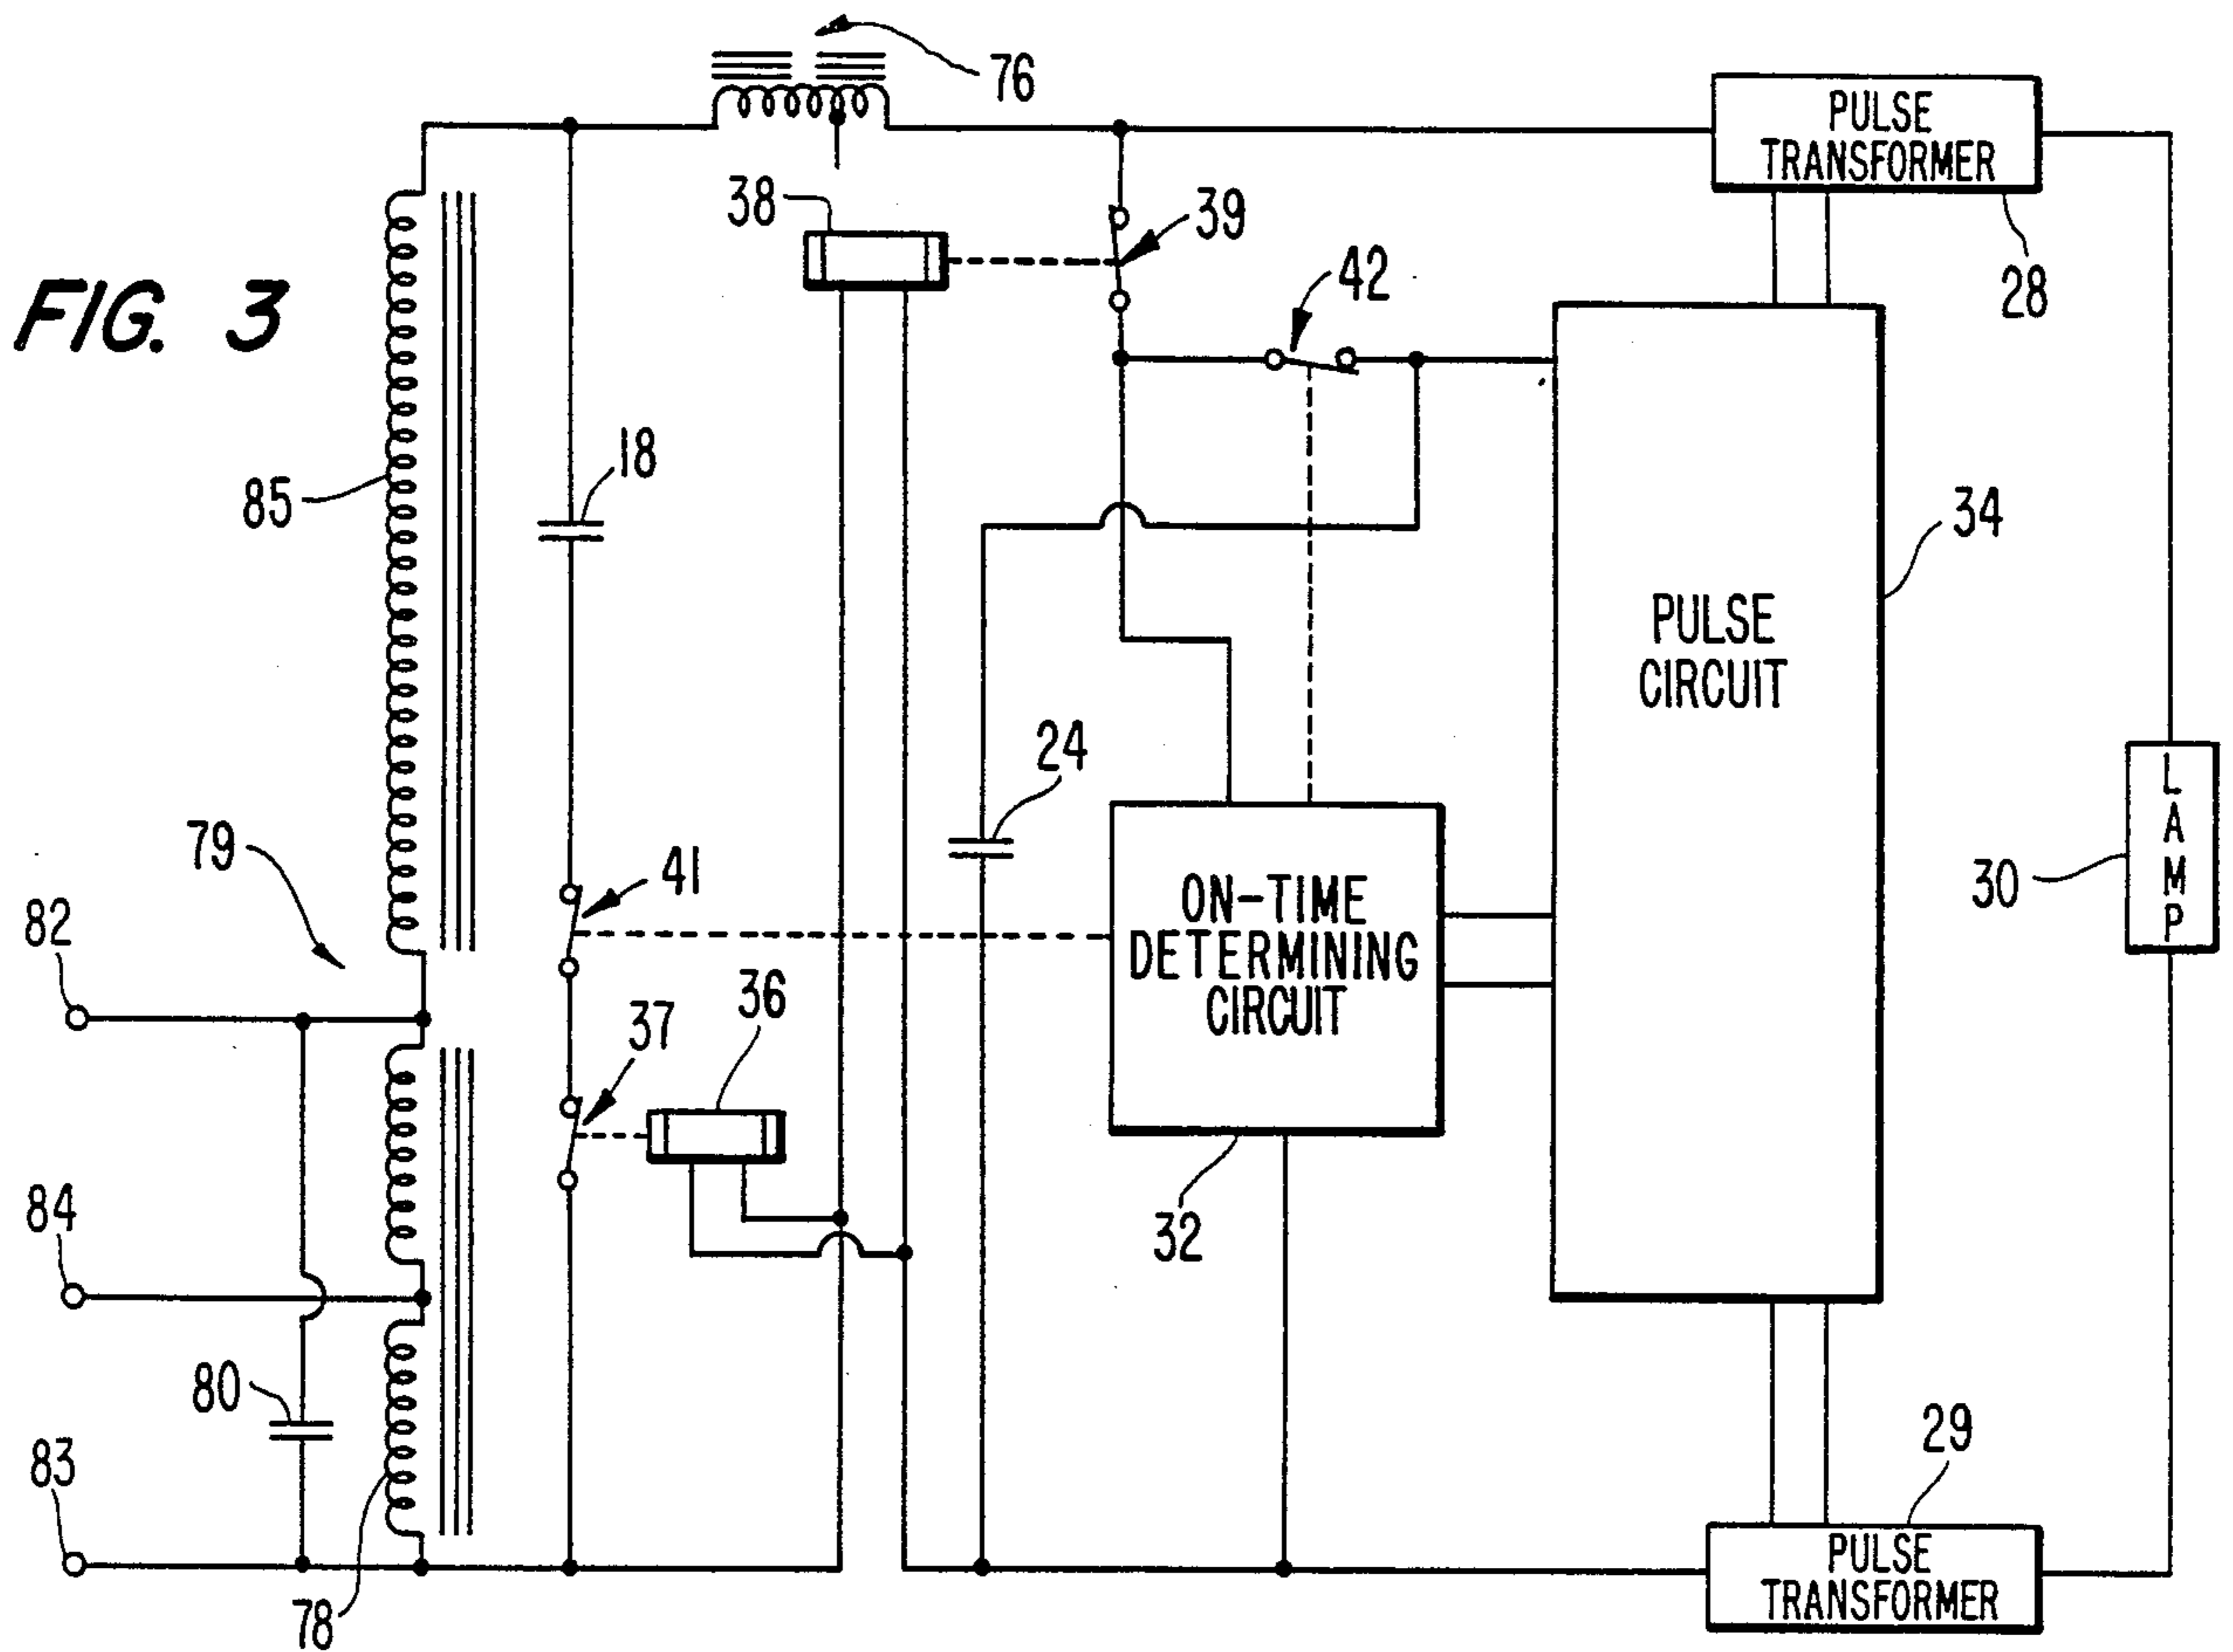 FIG. 3
76
PULSE
TRANSFORMER
28
38
39
42
85
18
34
PULSE
CIRCUIT
24
79
41
ON-TIME
DETERMINING
CIRCUIT
30
LAMP
82
36
37
84
32
80
29
83
78
PULSE
TRANSFORMER